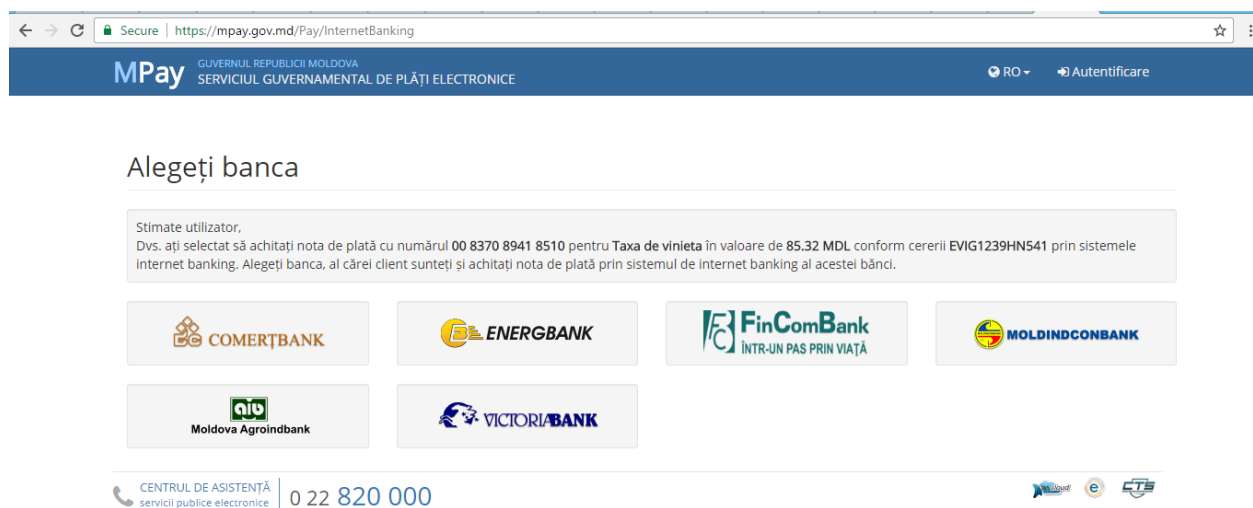 Secure | https://mpay.gov.md/Pay/InternetBanking
MPay
GUVERNUL REPUBLICII MOLDOVA
SERVICIUL GUVERNAMENTAL DE PLĂȚI ELECTRONICE
RO
Autentificare
Alegeți banca
Stimate utilizator,
Dvs. ați selectat să achitați nota de plată cu numărul 00 8370 8941 8510 pentru Taxa de vinieta în valoare de 85.32 MDL conform cererii EVIG1239HN541 prin sistemele
internet banking. Alegeți banca, al cărei client sunteți și achitați nota de plată prin sistemul de internet banking al acestei bănci.
COMERȚBANK
ENERGBANK
FinComBank
ÎNTR-UN PAS PRIN VIAȚĂ
MOLDINDCONBANK
aib
Moldova Agroindbank
VICTORIABANK
CENTRUL DE ASISTENȚĂ
servicii publice electronice
0 22 820 000
e
CTS